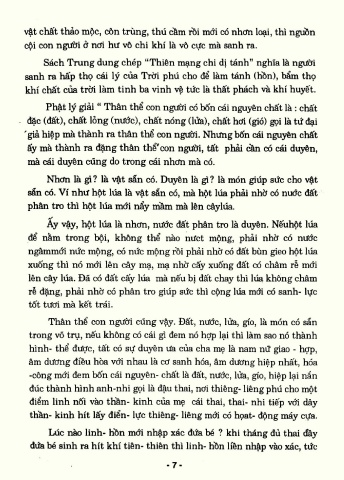 vật chất thảo mộc, côn trùng, thú cầm rồi mới có nhơn loại, thì nguồn
cội con người ở nơi hư vô chi khí là vô cực mà sanh ra.
Sách Trung dung chép “Thiên mạng chi dị tánh” nghĩa là người
sanh ra hấp thọ cái lý của Trời phú cho để làm tánh (hồn), bẩm thọ
khí chất của trời làm tinh ba vinh vệ tức là thất phách và khí huyết.
Phật lý giải “ Thân thể con người có bốn cái nguyên chất là : chất
đặc (đất), chất lỏng (nước), chất nóng (lửa), chất hơi (gió) gọi là tứ đại
giả hiệp mà thành ra thân thể con người. Nhưng bốn cái nguyên chất
ấy mà thành ra đặng thân thể con người, tất phải cần có cái duyên,
mà cái duyên cũng do trong cái nhơn mà có.
Nhơn là gì? là vật sẵn có. Duyên là gì? là món giúp sức cho vật
sẵn có. Ví như hột lúa là vật sẵn có, mà hột lúa phải nhờ có nuớc đất
phân tro thì hột lúa mới nẩy mầm mà lên câylúa.
Ấy vậy, hột lúa là nhơn, nước đất phân tro là duyên. Nếuhột lúa
để nằm trong bội, không thể nào nưct mộng, phải nhờ có nước
ngâmmới nức mộng, có nức mộng rồi phải nhờ có đất bùn gieo hột lúa
xuống thì nó mới lên cây mạ, mạ nhờ cấy xuống đất có châm rễ mới
lên cây lúa. Đã có đất cấy lúa mà nếu bị đất chay thì lúa không châm
rễ đặng, phải nhờ có phân tro giúp sức thì cộng lúa mới có sanh- lực
tốt tươi mà kết trái.
Thân thể con người cũng vậy. Đất, nước, lửa, gío, là món có sẵn
trong võ trụ, nếu không có cái gì đem nó hợp lại thì làm sao nó thành
hình- thể được, tất có sự duyên ưa của cha mẹ là nam nữ giao - hợp,
âm dương điều hòa với nhau là cơ sanh hóa, âm dương hiệp nhất, hóa
-công mới đem bốn cái nguyên- chất là đất, nước, lửa, gío, hiệp lại nắn
đúc thành hình anh-nhi gọi là đậu thai, nơi thiêng- liêng phú cho một
điểm linh nối vào thần- kinh của mẹ cái thai, thai- nhi tiếp với dây
thần- kinh hít lấy điển- lực thiêng- liêng mới có họat- động máy cựa.
Lúc nào linh- hồn mới nhập xác đứa bé ? khi tháng đủ thai đầy
đứa bé sinh ra hít khí tiên- thiên thì linh- hồn liền nhập vào xác, tức
- 7 -